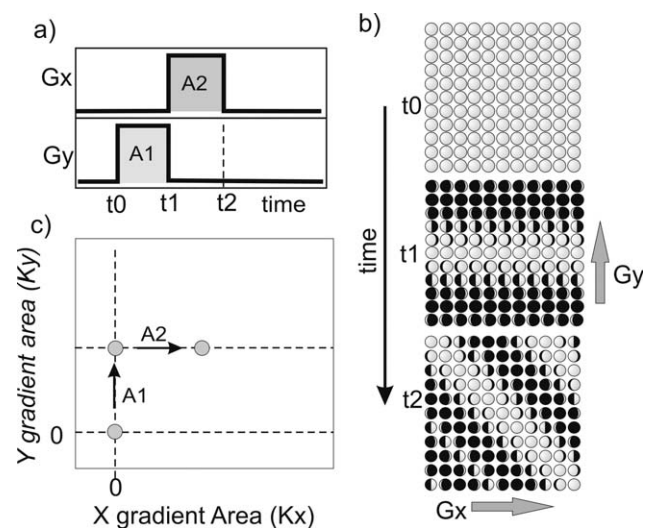 a)
Gx
A2
Gy
A1
t0 t1 t2 time
b)
t0
time
t1
Gy
t2
Gx
c)
Y gradient area (Ky)
A2
A1
0
0
X gradient Area (Kx)